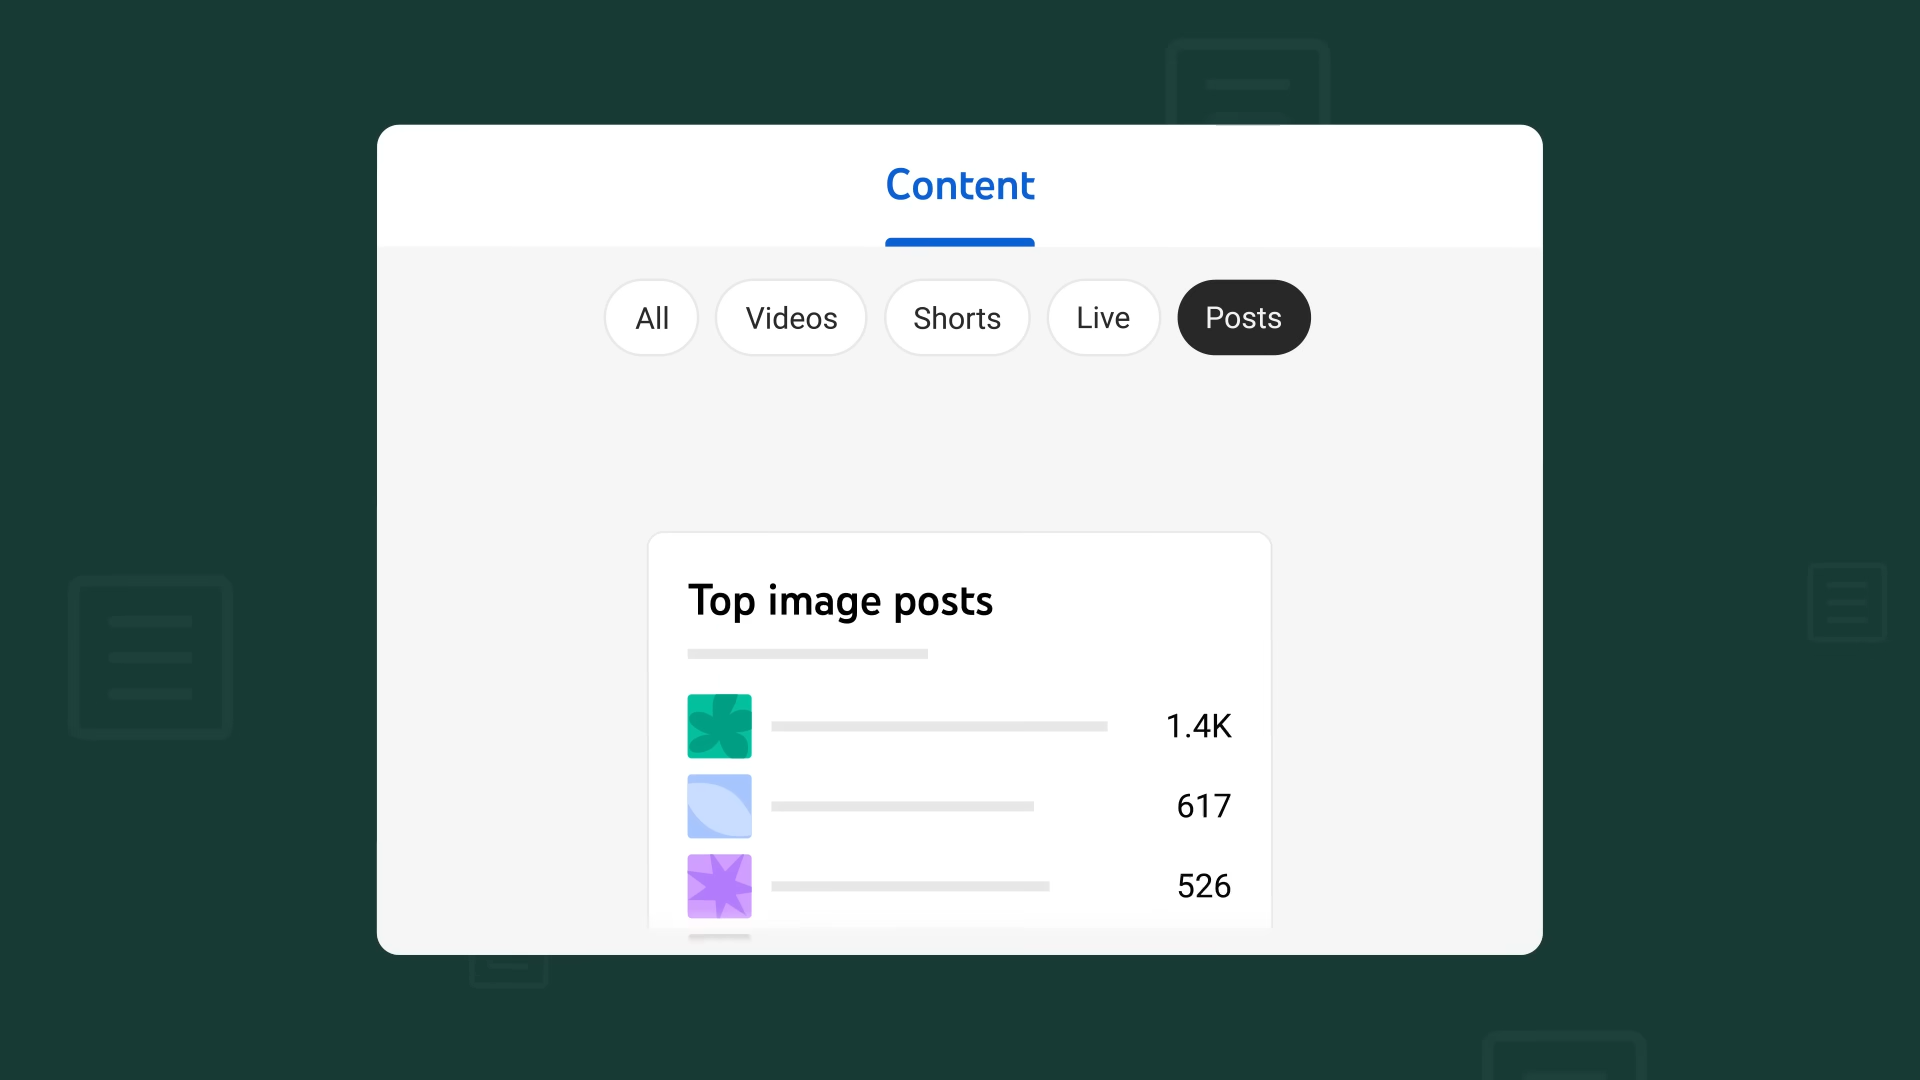 Content
All Videos Shorts Live Posts
Top image posts
1.4K
617
526